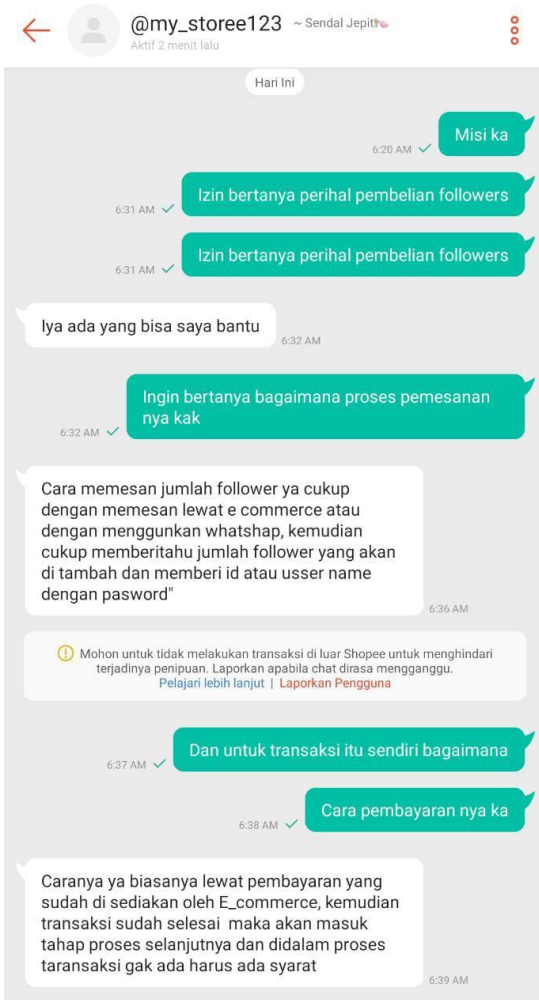 @my_storee123 ~ Sendal Jepit
Aktif 2 menit lalu
Hari Ini
Misi ka
6:20 AM
Izin bertanya perihal pembelian followers
6:31 AM
Izin bertanya perihal pembelian followers
6:31 AM
Iya ada yang bisa saya bantu
6:32 AM
Ingin bertanya bagaimana proses pemesanan
nya kak
6:32 AM
Cara memesan jumlah follower ya cukup
dengan memesan lewat e commerce atau
dengan menggunkan whatshap, kemudian
cukup memberitahu jumlah follower yang akan
di tambah dan memberi id atau usser name
dengan pasword"
6:36 AM
Mohon untuk tidak melakukan transaksi di luar Shopee untuk menghindari
terjadinya penipuan. Laporkan apabila chat dirasa mengganggu.
Pelajari lebih lanjut | Laporkan Pengguna
Dan untuk transaksi itu sendiri bagaimana
6:37 AM
Cara pembayaran nya ka
6:38 AM
Caranya ya biasanya lewat pembayaran yang
sudah di sediakan oleh E_commerce, kemudian
transaksi sudah selesai maka akan masuk
tahap proses selanjutnya dan didalam proses
taransaksi gak ada harus ada syarat
6:39 AM